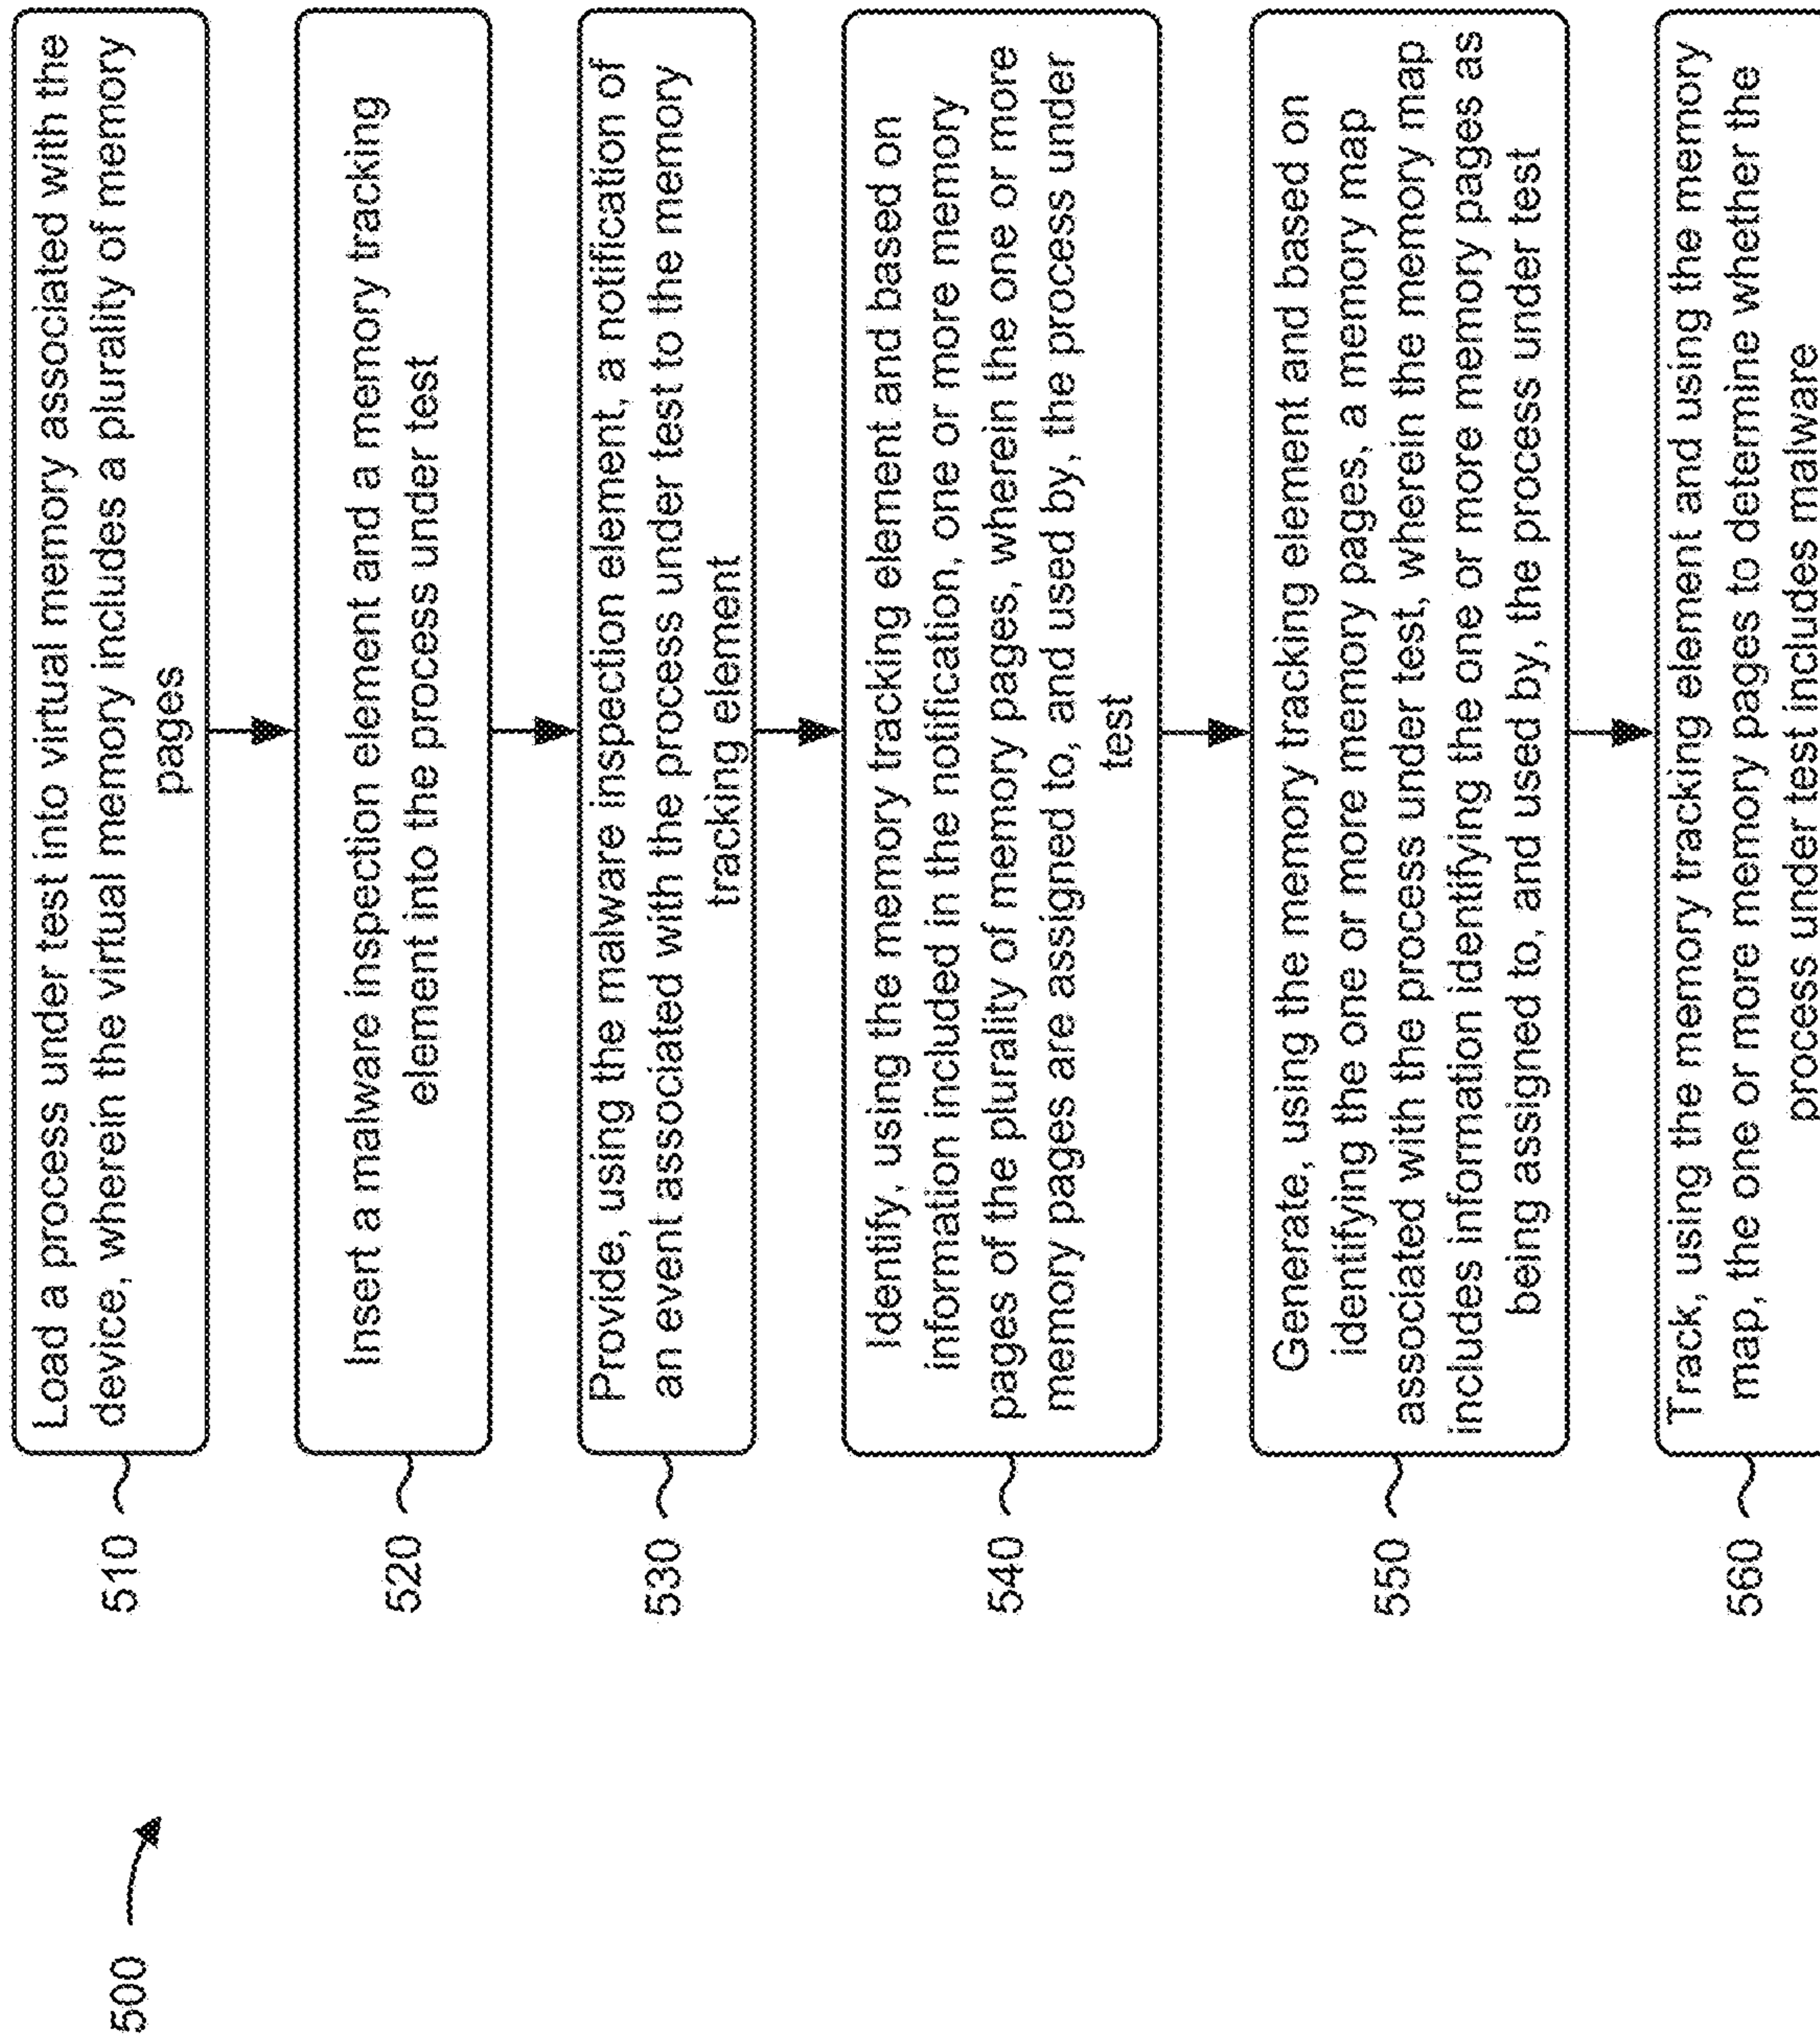 500
510
Load a process under test into virtual memory associated with the
device, wherein the virtual memory includes a plurality of memory
pages
520
Insert a malware inspection element and a memory tracking
element into the process under test
530
Provide, using the malware inspection element, a notification of
an event associated with the process under test to the memory
tracking element
540
Identify, using the memory tracking element and based on
information included in the notification, one or more memory
pages of the plurality of memory pages, wherein the one or more
memory pages are assigned to, and used by, the process under
test
550
Generate, using the memory tracking element and based on
identifying the one or more memory pages, a memory map
associated with the process under test, wherein the memory map
includes information identifying the one or more memory pages as
being assigned to, and used by, the process under test
560
Track, using the memory tracking element and using the memory
map, the one or more memory pages to determine whether the
process under test includes malware